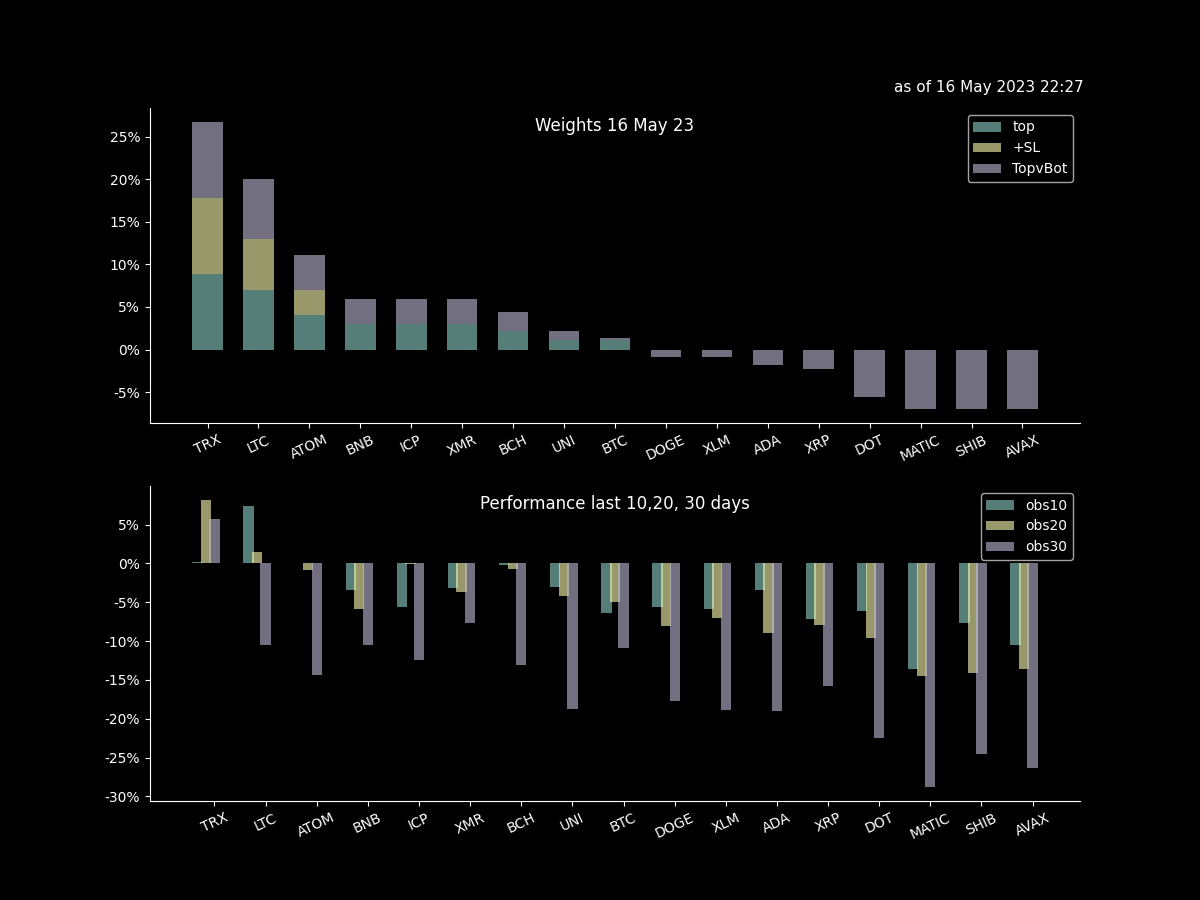 as of 16 May 2023 22:27
Weights 16 May 23
top
+SL
TopvBot
25%
20%
15%
10%
5%
0%
-5%
TRX LTC ATOM BNB ICP XMR BCH UNI BTC DOGE XLM ADA XRP DOT MATIC SHIB AVAX
Performance last 10,20, 30 days
obs10
obs20
obs30
5%
0%
-5%
-10%
-15%
-20%
-25%
-30%
TRX LTC ATOM BNB ICP XMR BCH UNI BTC DOGE XLM ADA XRP DOT MATIC SHIB AVAX